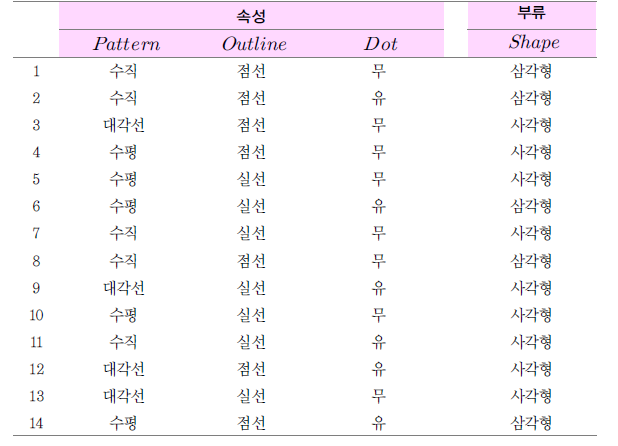 속성 부류
Pattern Outline Dot Shape
1 수직 점선 무 삼각형
2 수직 점선 유 삼각형
3 대각선 점선 무 사각형
4 수평 점선 무 사각형
5 수평 실선 무 사각형
6 수평 실선 유 삼각형
7 수직 실선 무 사각형
8 수직 점선 무 삼각형
9 대각선 실선 유 사각형
10 수평 실선 무 사각형
11 수직 실선 유 사각형
12 대각선 점선 유 사각형
13 대각선 실선 무 사각형
14 수평 점선 유 삼각형